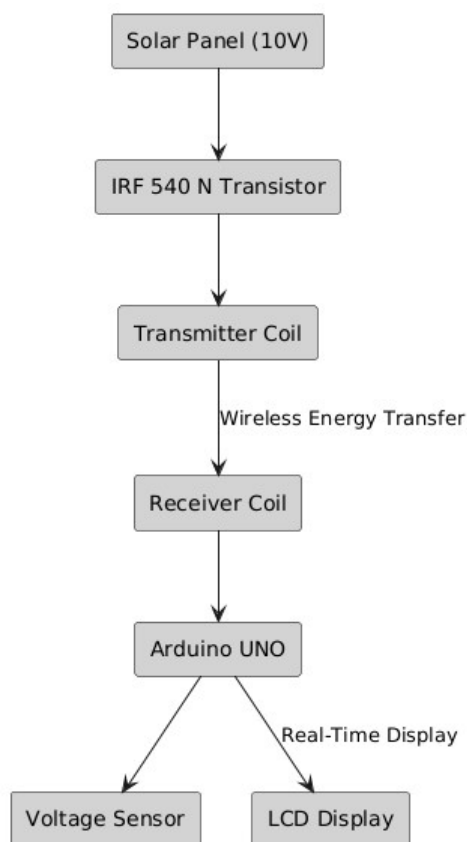 Solar Panel (10V)
IRF 540 N Transistor
Transmitter Coil
Wireless Energy Transfer
Receiver Coil
Arduino UNO
Real-Time Display
Voltage Sensor
LCD Display